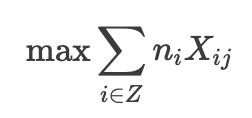 max ∑_{i∈Z} n_i X_{ij}